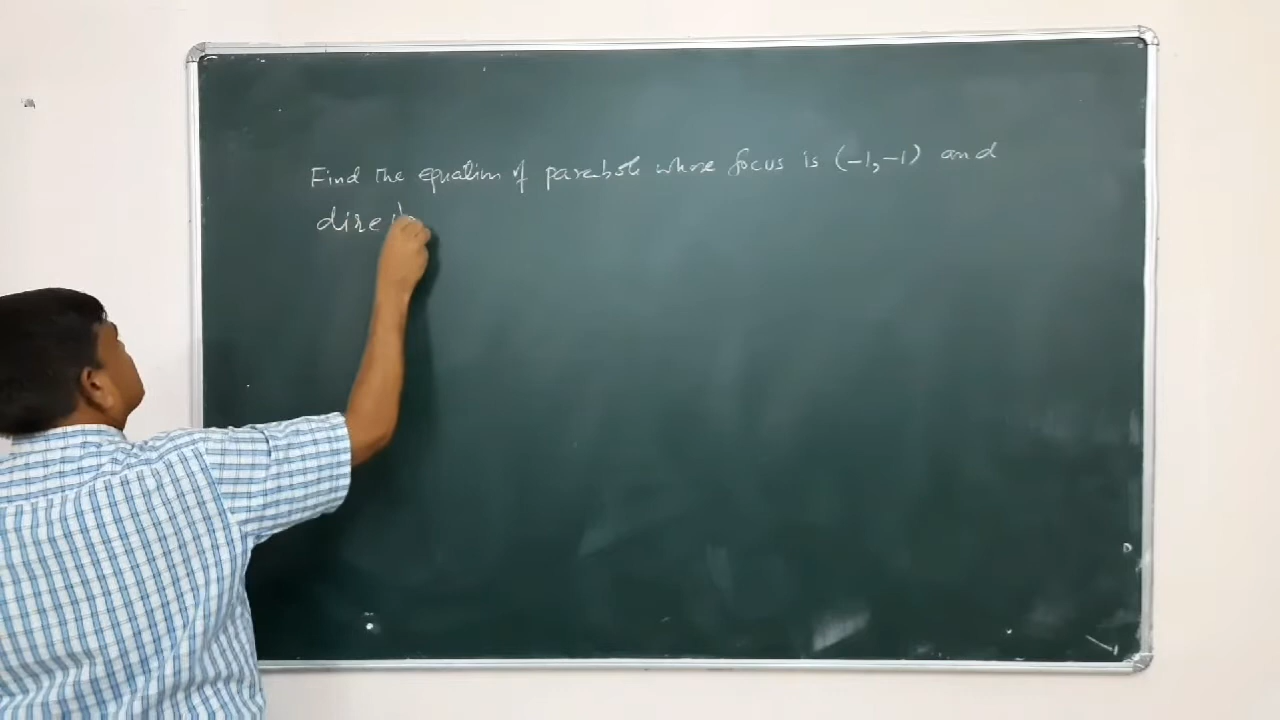 Find the equation of parabola whose focus is (-1,-1) and
dire